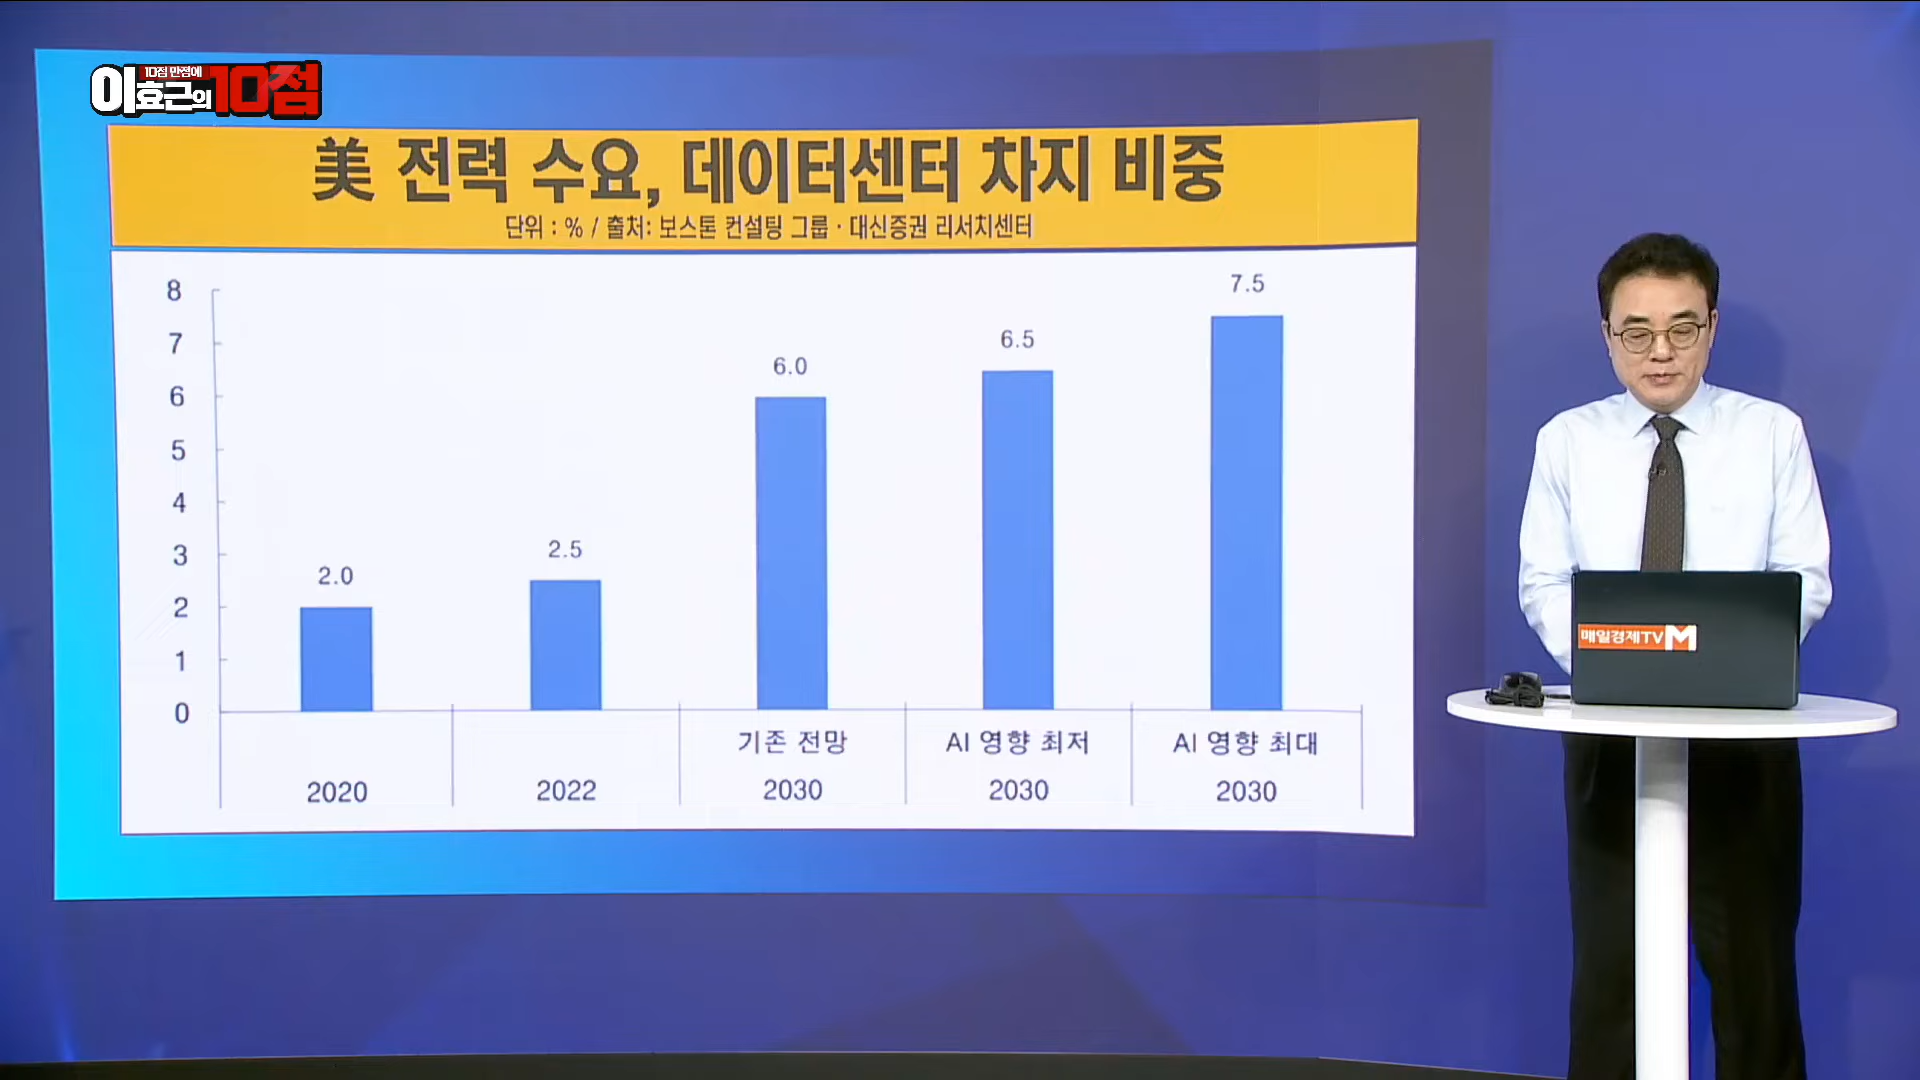 10점 만점에
이효근의10점
美 전력 수요, 데이터센터 차지 비중
단위 : % / 출처: 보스톤 컨설팅 그룹 · 대신증권 리서치센터
8
7
6
5
4
3
2
1
0
2.0
2.5
6.0
6.5
7.5
기존 전망
AI 영향 최저
AI 영향 최대
2020
2022
2030
2030
2030
매일경제TV M